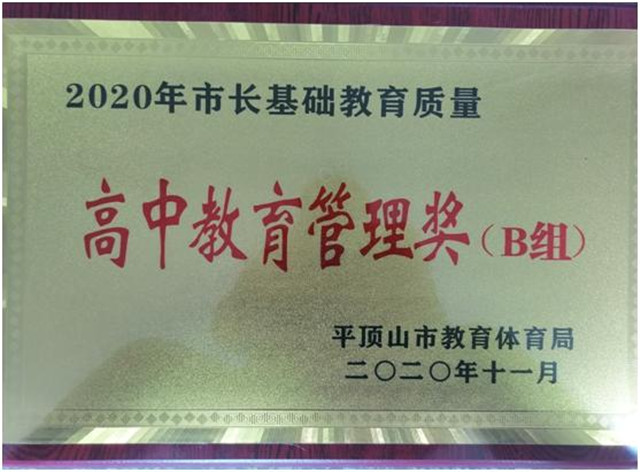 2020年市长基础教育质量
高中教育管理奖（B组）
平顶山市教育体育局
二〇二〇年十一月